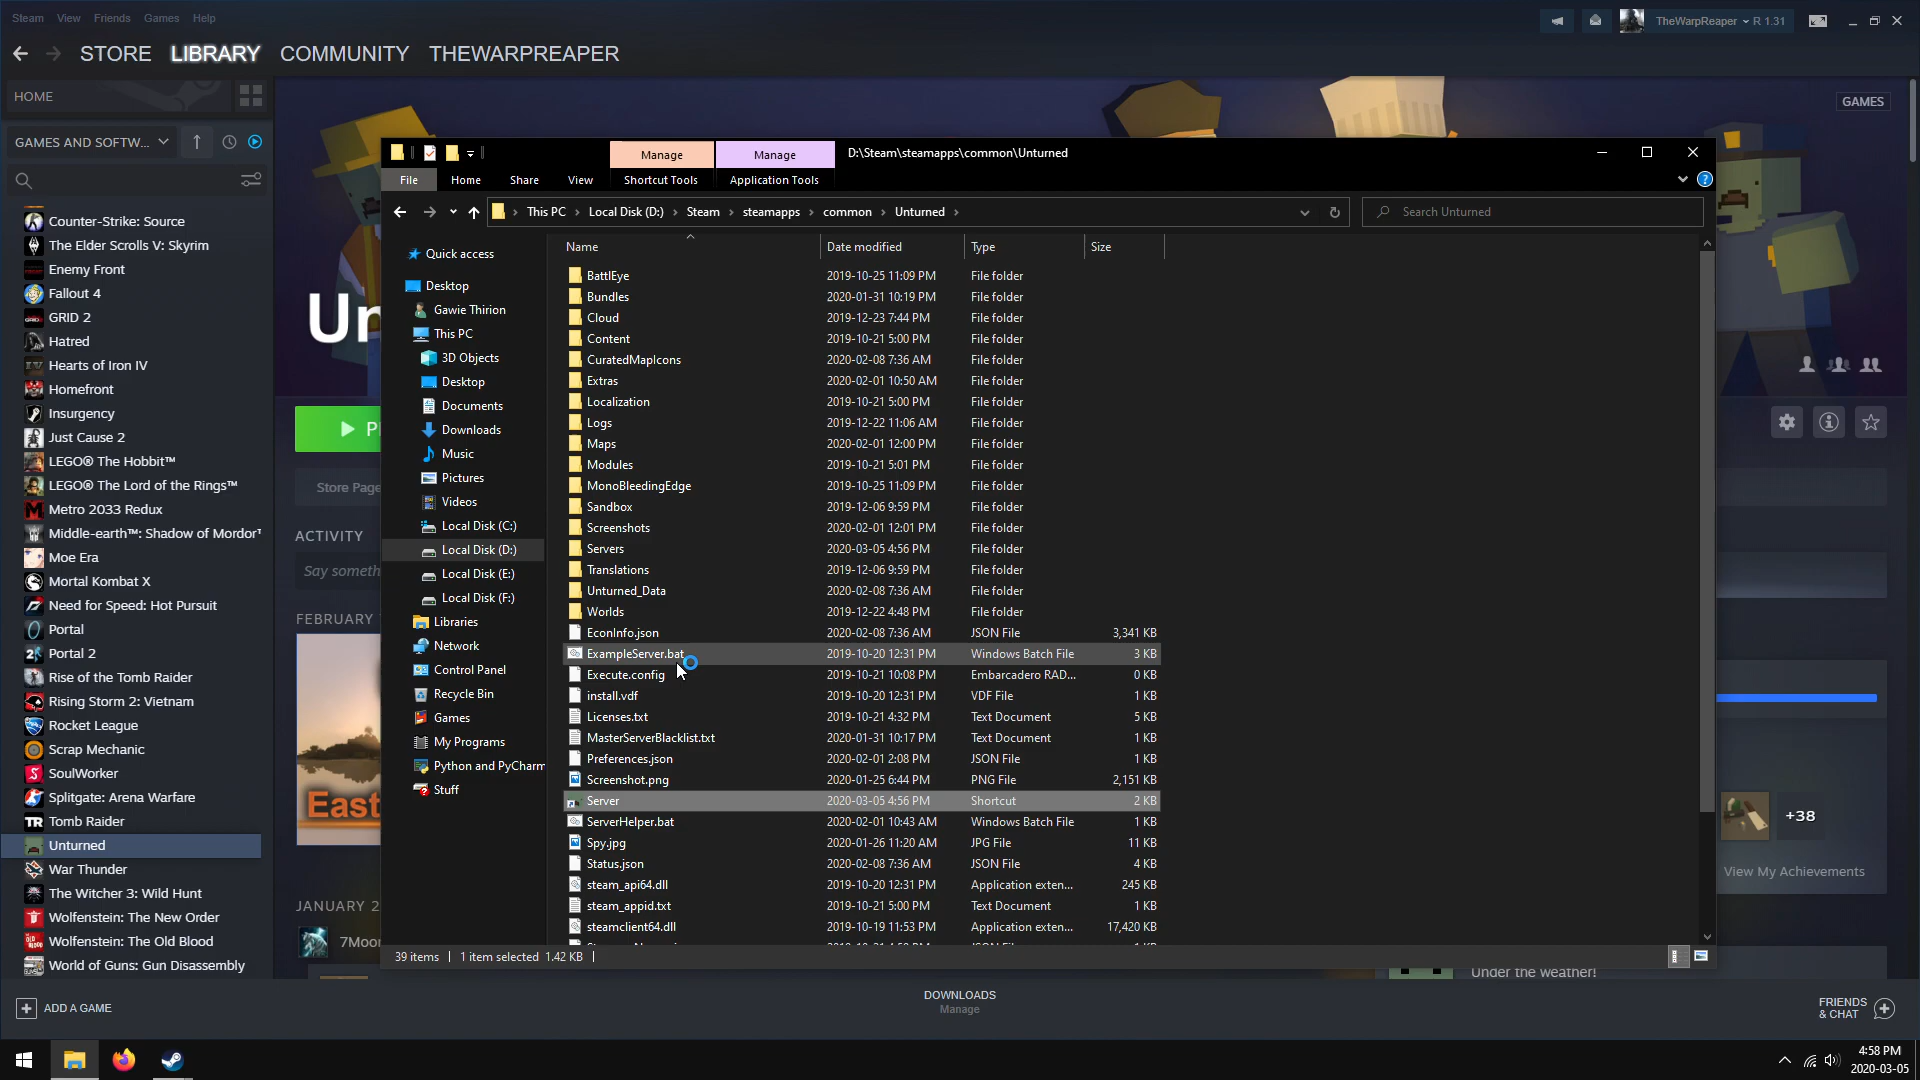 Steam View Friends Games Help
TheWarpReaper R 1.31
STORE LIBRARY COMMUNITY THEWARPREAPER
HOME
GAMES AND SOFTW...
Counter-Strike: Source
The Elder Scrolls V: Skyrim
Enemy Front
Fallout 4
GRID 2
Hatred
Hearts of Iron IV
Homefront
Insurgency
Just Cause 2
LEGO® The Hobbit™
LEGO® The Lord of the Rings™
Metro 2033 Redux
Middle-earth™: Shadow of Mordor™
Moe Era
Mortal Kombat X
Need for Speed: Hot Pursuit
Portal
Portal 2
Rise of the Tomb Raider
Rising Storm 2: Vietnam
Rocket League
Scrap Mechanic
SoulWorker
Splitgate: Arena Warfare
Tomb Raider
Unturned
War Thunder
The Witcher 3: Wild Hunt
Wolfenstein: The New Order
Wolfenstein: The Old Blood
World of Guns: Gun Disassembly
ADD A GAME
GAMES
Un
Store Page
ACTIVITY
Say someth
FEBRUARY
East
JANUARY 2
7Moon
+38
View My Achievements
Under the weather!
DOWNLOADS
Manage
FRIENDS
& CHAT
Manage Manage D:\Steam\steamapps\common\Unturned
File Home Share View Shortcut Tools Application Tools
This PC Local Disk (D:) Steam steamapps common Unturned
Search Unturned
Quick access
Desktop
Gawie Thirion
This PC
3D Objects
Desktop
Documents
Downloads
Music
Pictures
Videos
Local Disk (C:)
Local Disk (D:)
Local Disk (E:)
Local Disk (F:)
Libraries
Network
Control Panel
Recycle Bin
Games
My Programs
Python and PyCharm
Stuff
Name Date modified Type Size
BattlEye 2019-10-25 11:09 PM File folder
Bundles 2020-01-31 10:19 PM File folder
Cloud 2019-12-23 7:44 PM File folder
Content 2019-10-21 5:00 PM File folder
CuratedMapIcons 2020-02-08 7:36 AM File folder
Extras 2020-02-01 10:50 AM File folder
Localization 2019-10-21 5:00 PM File folder
Logs 2019-12-22 11:06 AM File folder
Maps 2020-02-01 12:00 PM File folder
Modules 2019-10-21 5:01 PM File folder
MonoBleedingEdge 2019-10-25 11:09 PM File folder
Sandbox 2019-12-06 9:59 PM File folder
Screenshots 2020-02-01 12:01 PM File folder
Servers 2020-03-05 4:56 PM File folder
Translations 2019-12-06 9:59 PM File folder
Unturned_Data 2020-02-08 7:36 AM File folder
Worlds 2019-12-22 4:48 PM File folder
EconInfo.json 2020-02-08 7:36 AM JSON File 3,341 KB
ExampleServer.bat 2019-10-20 12:31 PM Windows Batch File 3 KB
Execute.config 2019-10-21 10:08 PM Embarcadero RAD... 0 KB
install.vdf 2019-10-20 12:31 PM VDF File 1 KB
Licenses.txt 2019-10-21 4:32 PM Text Document 5 KB
MasterServerBlacklist.txt 2020-01-31 10:17 PM Text Document 1 KB
Preferences.json 2020-02-01 2:08 PM JSON File 1 KB
Screenshot.png 2020-01-25 6:44 PM PNG File 2,151 KB
Server 2020-03-05 4:56 PM Shortcut 2 KB
ServerHelper.bat 2020-02-01 10:43 AM Windows Batch File 1 KB
Spy.jpg 2020-01-26 11:20 AM JPG File 11 KB
Status.json 2020-02-08 7:36 AM JSON File 4 KB
steam_api64.dll 2019-10-20 12:31 PM Application exten... 245 KB
steam_appid.txt 2019-10-21 5:00 PM Text Document 1 KB
steamclient64.dll 2019-10-19 11:53 PM Application exten... 17,420 KB
39 items 1 item selected 1.42 KB
4:58 PM
2020-03-05